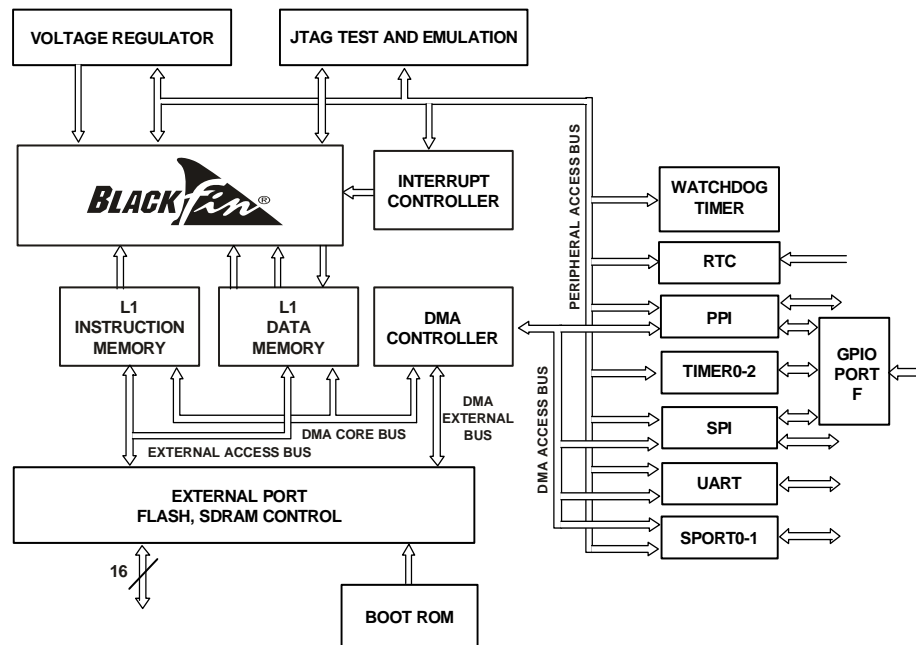 VOLTAGE REGULATOR
JTAG TEST AND EMULATION
BLACKfin®
INTERRUPT
CONTROLLER
PERIPHERAL ACCESS BUS
WATCHDOG
TIMER
RTC
L1
INSTRUCTION
MEMORY
L1
DATA
MEMORY
DMA
CONTROLLER
PPI
GPIO
PORT
F
TIMER0-2
SPI
UART
SPORT0-1
DMA
EXTERNAL
BUS
DMA CORE BUS
EXTERNAL ACCESS BUS
DMA ACCESS BUS
EXTERNAL PORT
FLASH, SDRAM CONTROL
16
BOOT ROM